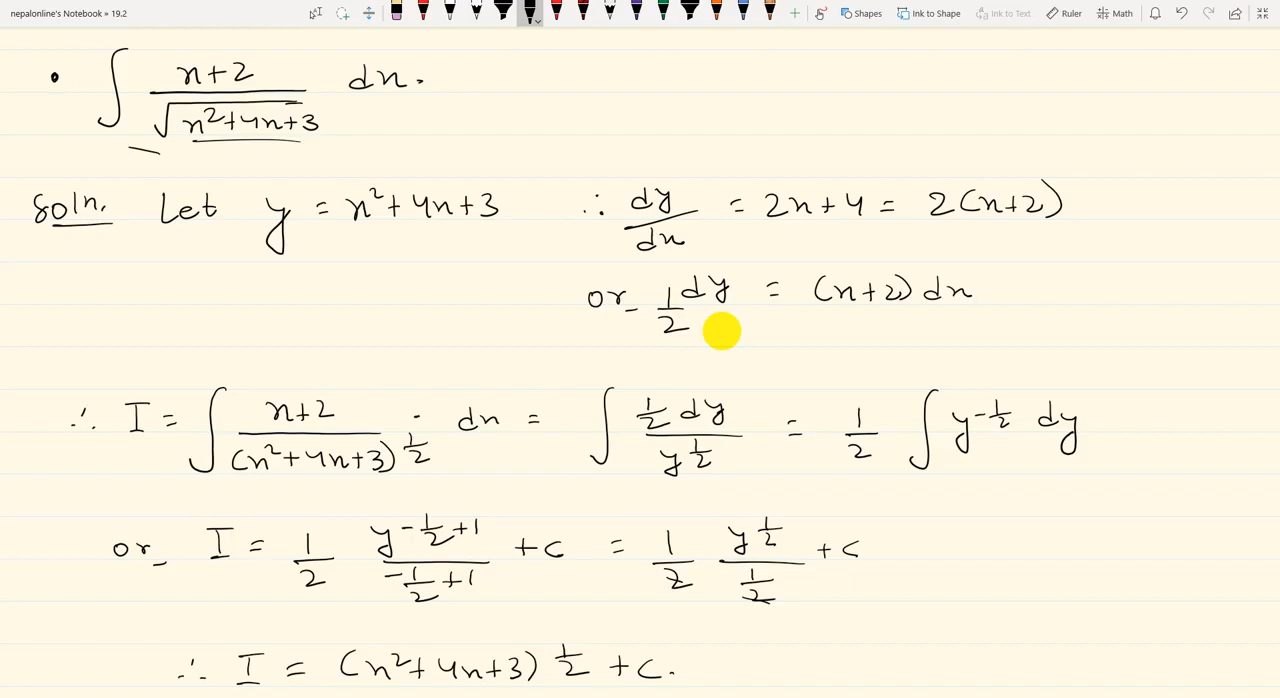 nepalonline's Notebook » 19.2
Shapes Ink to Shape Ink to Text Ruler Math
• ∫ (x+2)/√(x²+4x+3) dx.
Soln. Let y = x²+4x+3 ∴ dy/dx = 2x+4 = 2(x+2)
or 1/2 dy = (x+2) dx
∴ I = ∫ (x+2)/(x²+4x+3)^(1/2) . dx = ∫ (1/2 dy)/(y^(1/2)) = 1/2 ∫ y^(-1/2) dy
or I = 1/2 y^(-1/2+1)/(-1/2+1) + c = 1/2 y^(1/2)/(1/2) + c
∴ I = (x²+4x+3)^(1/2) + c.